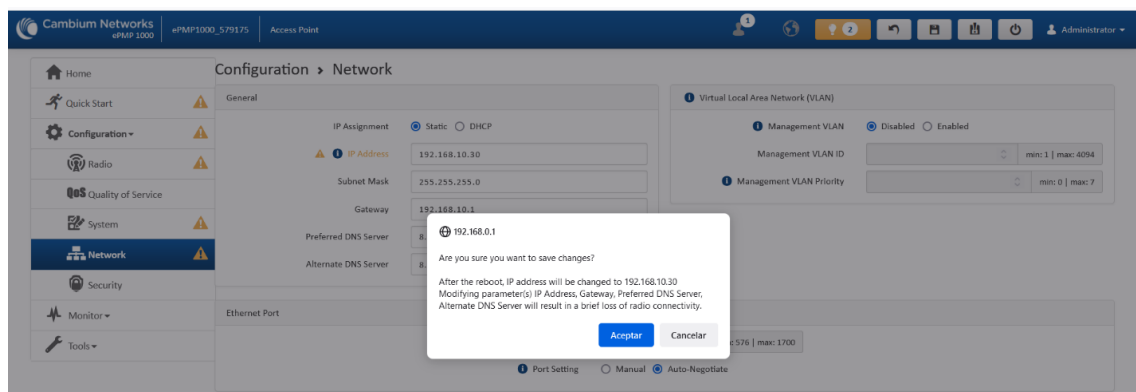 Cambium Networks
ePMP 1000
ePMP1000_579175
Access Point
1
2
Administrator
Home
Quick Start
Configuration
Radio
QoS Quality of Service
System
Network
Security
Monitor
Tools
Configuration > Network
General
IP Assignment Static DHCP
IP Address 192.168.10.30
Subnet Mask 255.255.255.0
Gateway 192.168.10.1
Preferred DNS Server 8.
Alternate DNS Server 8.
Virtual Local Area Network (VLAN)
Management VLAN Disabled Enabled
Management VLAN ID min: 1 | max: 4094
Management VLAN Priority min: 0 | max: 7
192.168.0.1
Are you sure you want to save changes?
After the reboot, IP address will be changed to 192.168.10.30
Modifying parameter(s) IP Address, Gateway, Preferred DNS Server,
Alternate DNS Server will result in a brief loss of radio connectivity.
Aceptar Cancelar
Ethernet Port
576 | max: 1700
Port Setting Manual Auto-Negotiate